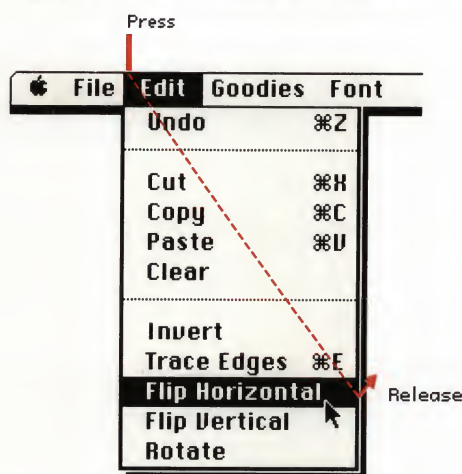 Press
File Edit Goodies Font
Undo ⌘Z
Cut ⌘X
Copy ⌘C
Paste ⌘V
Clear
Invert
Trace Edges ⌘E
Flip Horizontal
Release
Flip Vertical
Rotate